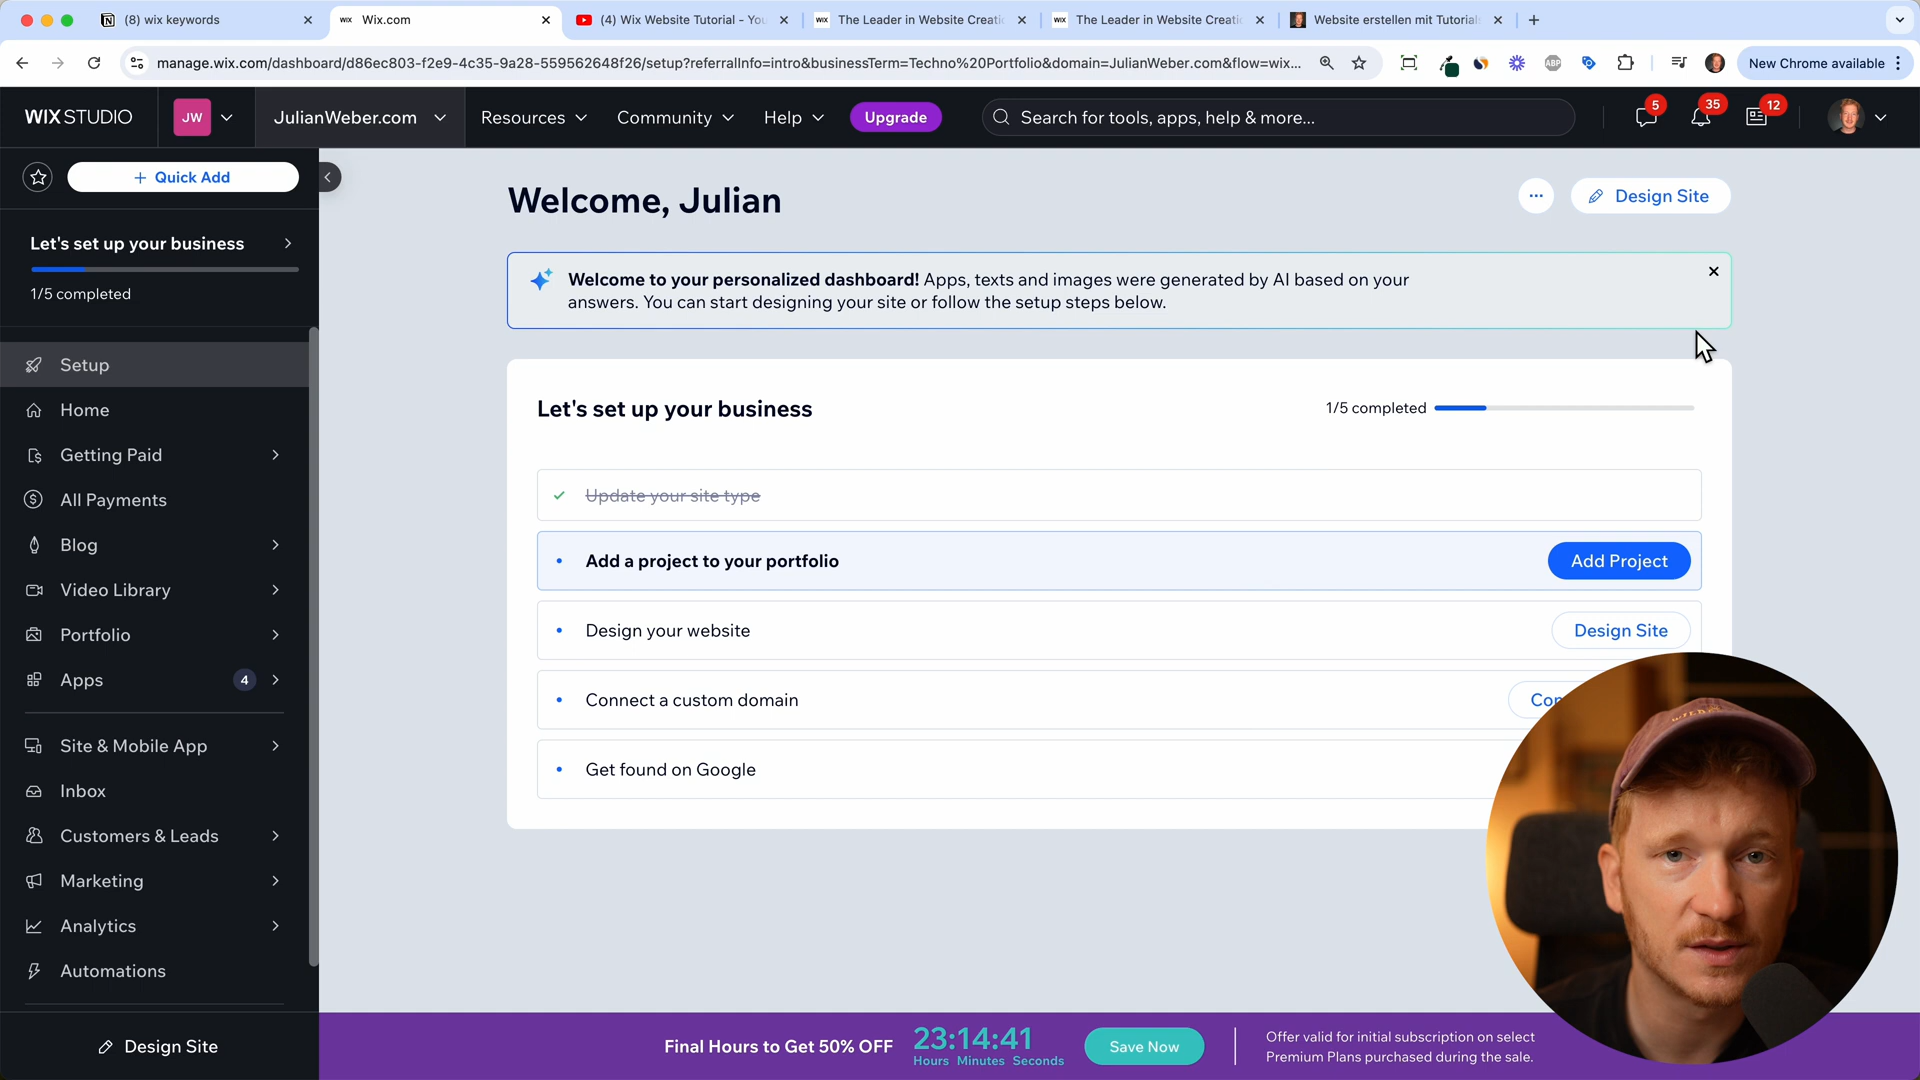 (8) wix keywords
Wix.com
(4) Wix Website Tutorial - You
The Leader in Website Creati
The Leader in Website Creati
Website erstellen mit Tutorial
manage.wix.com/dashboard/d86ec803-f2e9-4c35-9a28-559562648f26/setup?referralInfo=intro&businessTerm=Techno%20Portfolio&domain=JulianWeber.com&flow=wix...
ABP
New Chrome available
WIX STUDIO
JW
JulianWeber.com
Resources
Community
Help
Upgrade
Search for tools, apps, help & more...
5
35
12
+ Quick Add
Let's set up your business
1/5 completed
Setup
Home
Getting Paid
All Payments
Blog
Video Library
Portfolio
Apps
4
Site & Mobile App
Inbox
Customers & Leads
Marketing
Analytics
Automations
Design Site
Welcome, Julian
Design Site
Welcome to your personalized dashboard! Apps, texts and images were generated by AI based on your
answers. You can start designing your site or follow the setup steps below.
Let's set up your business
1/5 completed
Update your site type
Add a project to your portfolio
Add Project
Design your website
Design Site
Connect a custom domain
Get found on Google
Final Hours to Get 50% OFF
23:14:41
Hours Minutes Seconds
Save Now
Offer valid for initial subscription on select
Premium Plans purchased during the sale.